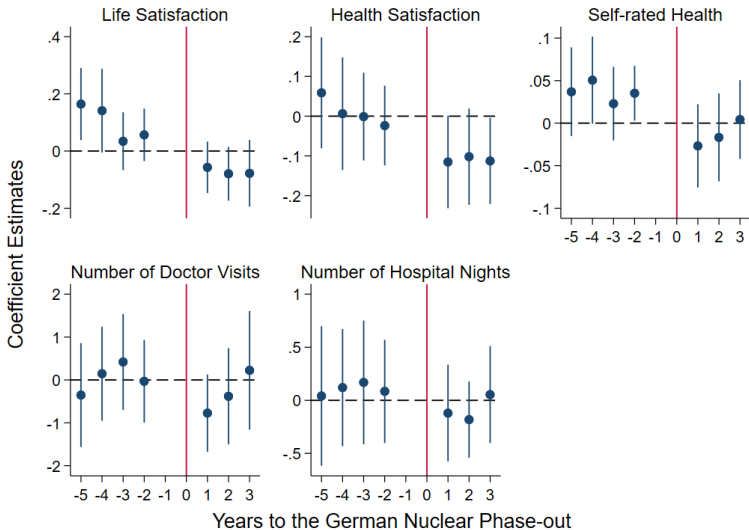 Life Satisfaction
Health Satisfaction
Self-rated Health
.4
.2
0
-.2
.2
.1
0
-.1
-.2
.1
.05
0
-.05
-.1
-5 -4 -3 -2 -1 0 1 2 3
Number of Doctor Visits
Number of Hospital Nights
2
1
0
-1
-2
1
.5
0
-.5
-5 -4 -3 -2 -1 0 1 2 3
-5 -4 -3 -2 -1 0 1 2 3
Coefficient Estimates
Years to the German Nuclear Phase-out